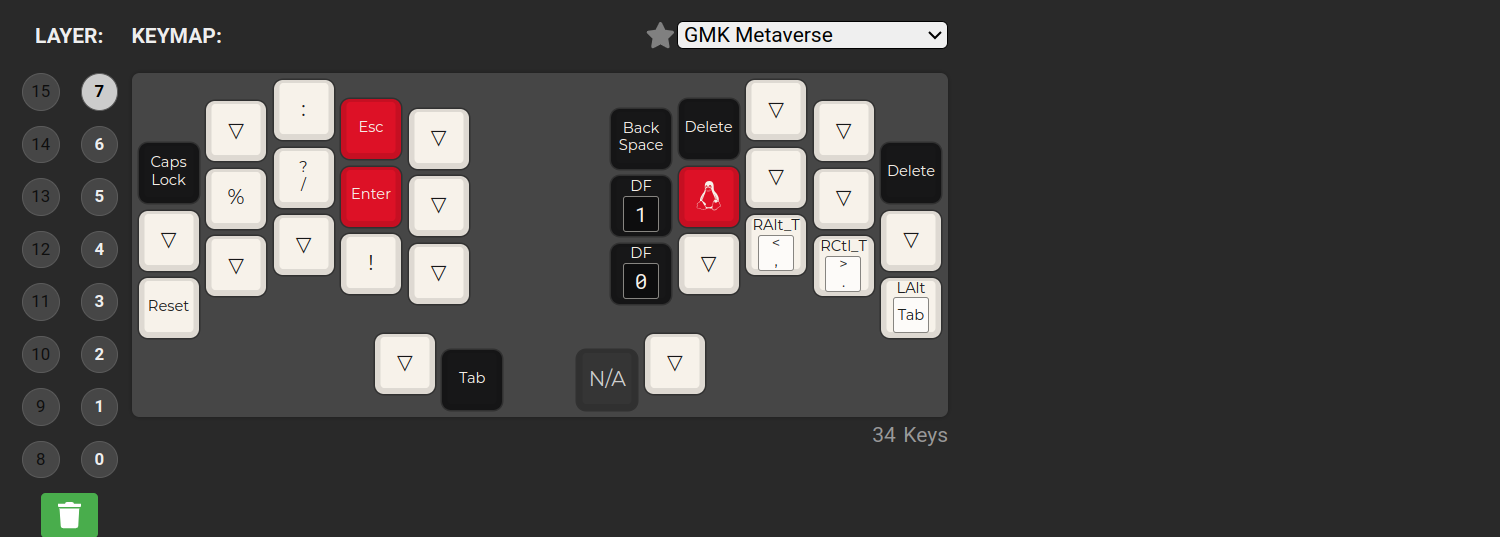 LAYER: KEYMAP: GMK Metaverse
15 7
14 6
13 5
12 4
11 3
10 2
9 1
8 0
Caps
Lock
Reset
▽
%
▽
:
?
/
▽
Esc
Enter
!
▽
▽
▽
▽
▽
Tab
Back
Space
DF
1
DF
0
Delete
▽
▽
▽
RAlt_T
<
,
▽
▽
RCtl_T
>
.
Delete
▽
LAlt
Tab
N/A
▽
34 Keys